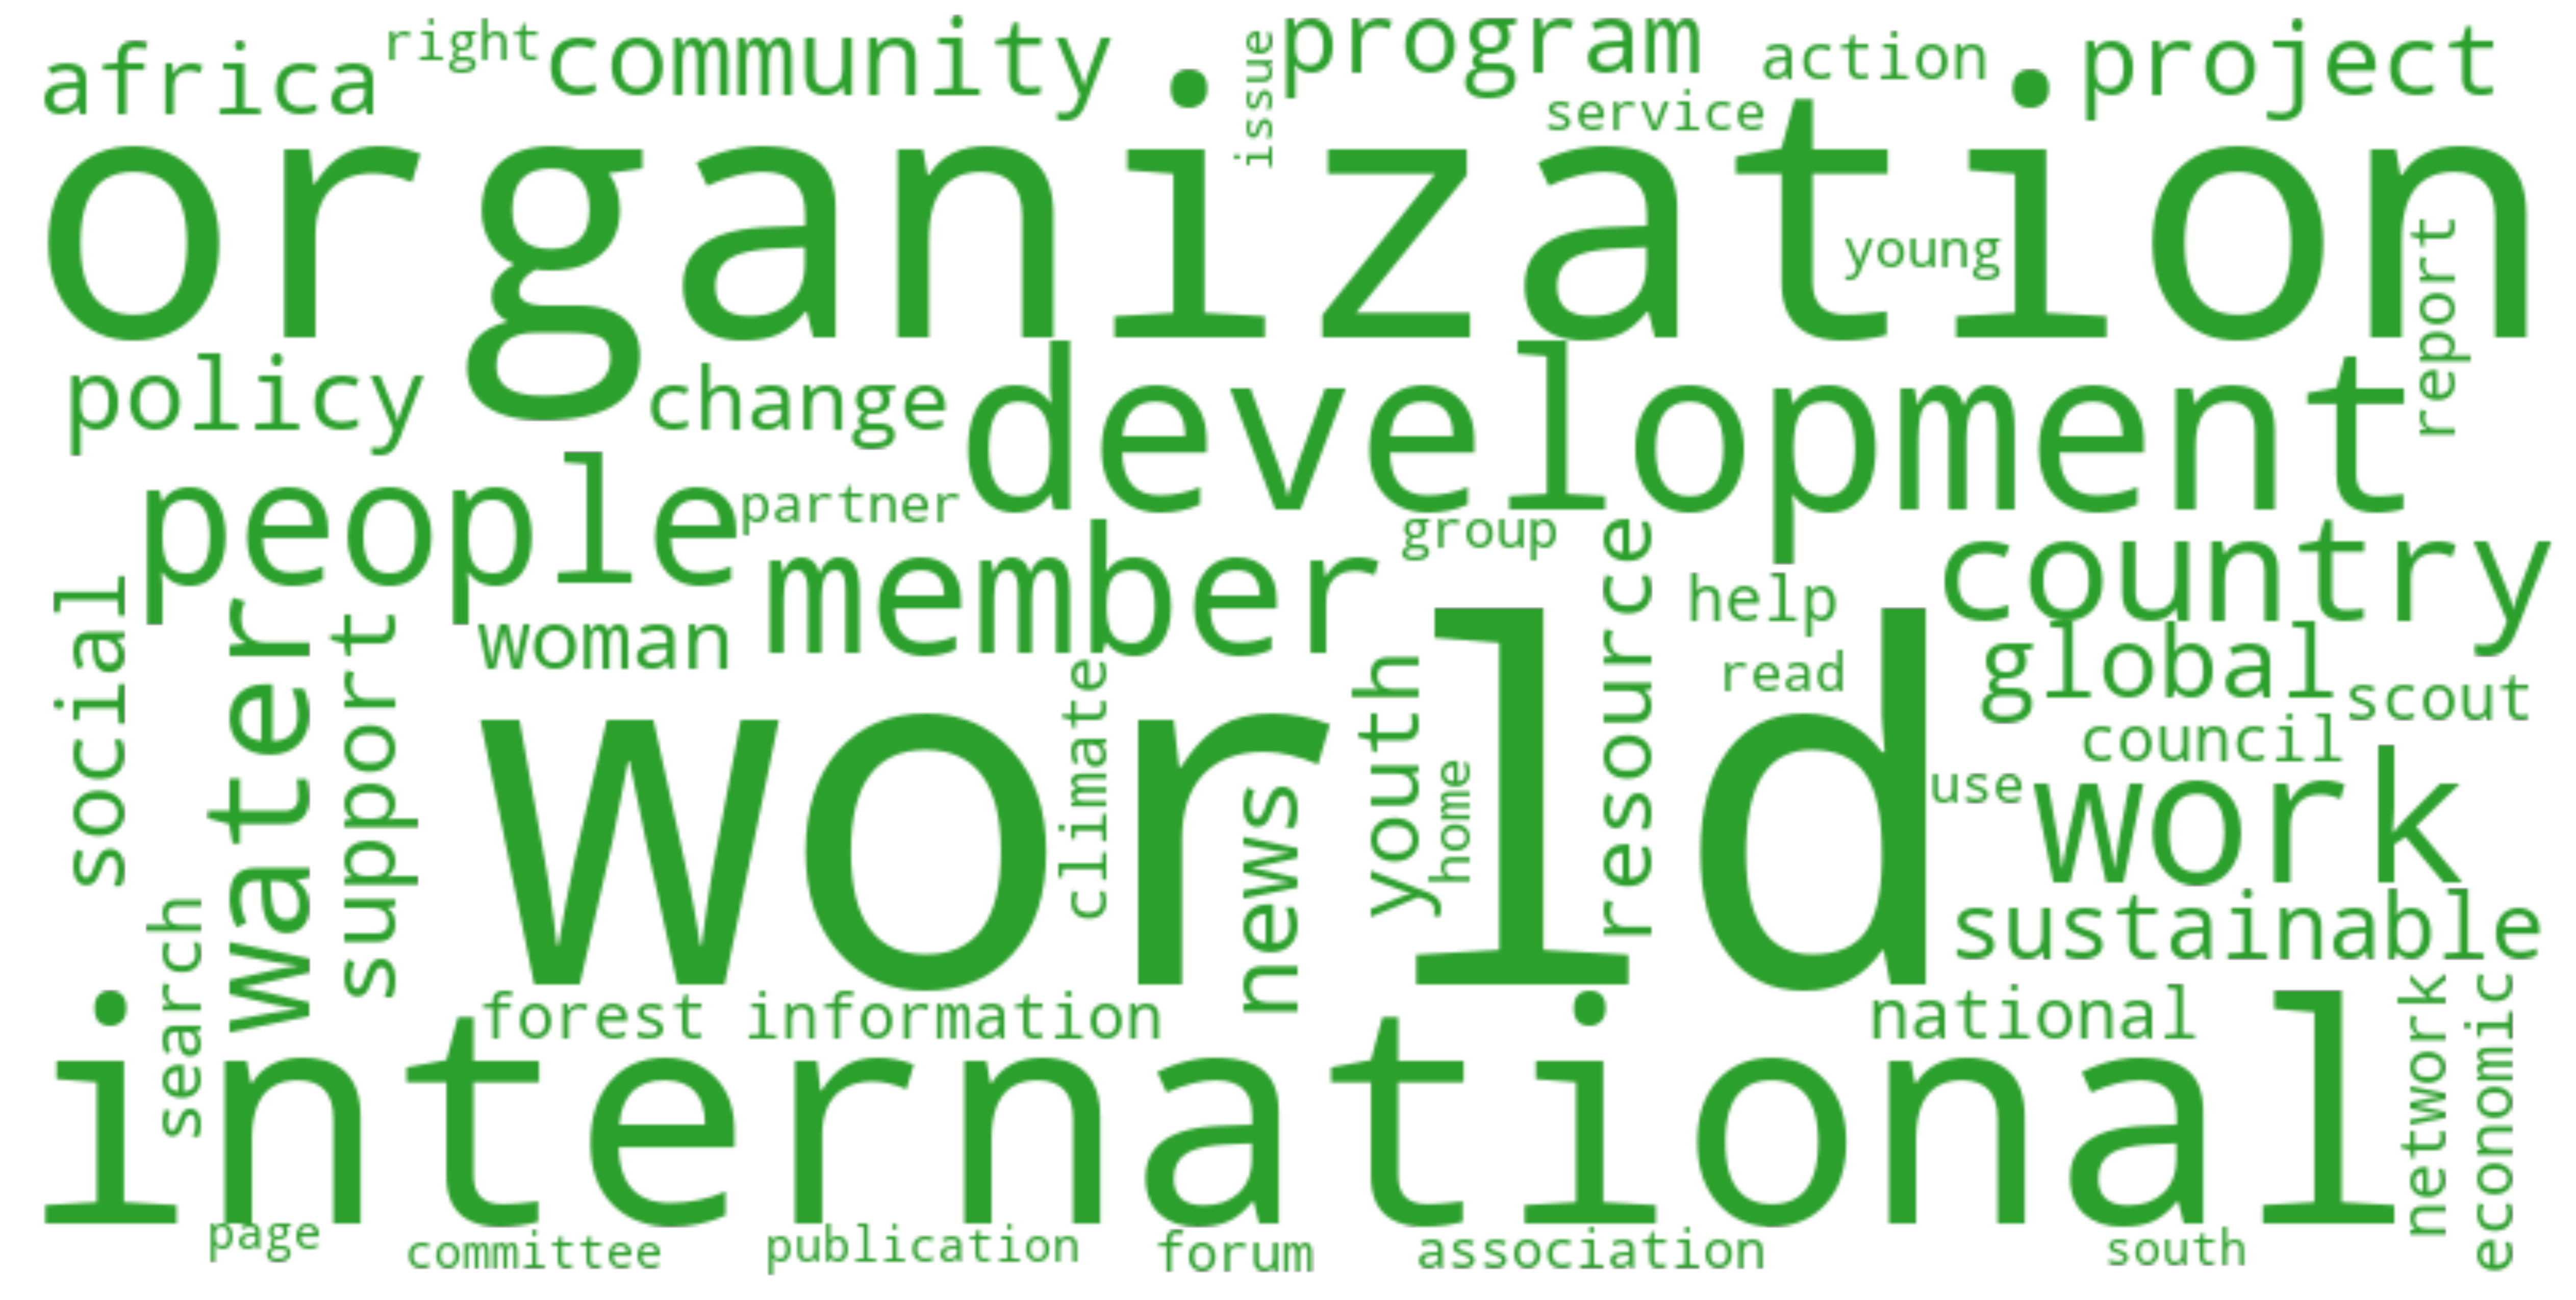 africa right community issue program action project
service
organization
young
report
policy change development
people partner group
member resource country
social water support woman help
global
read scout
climate youth council
world
news home use work
search sustainable
forest information national
network economic
international
page committee publication forum association south